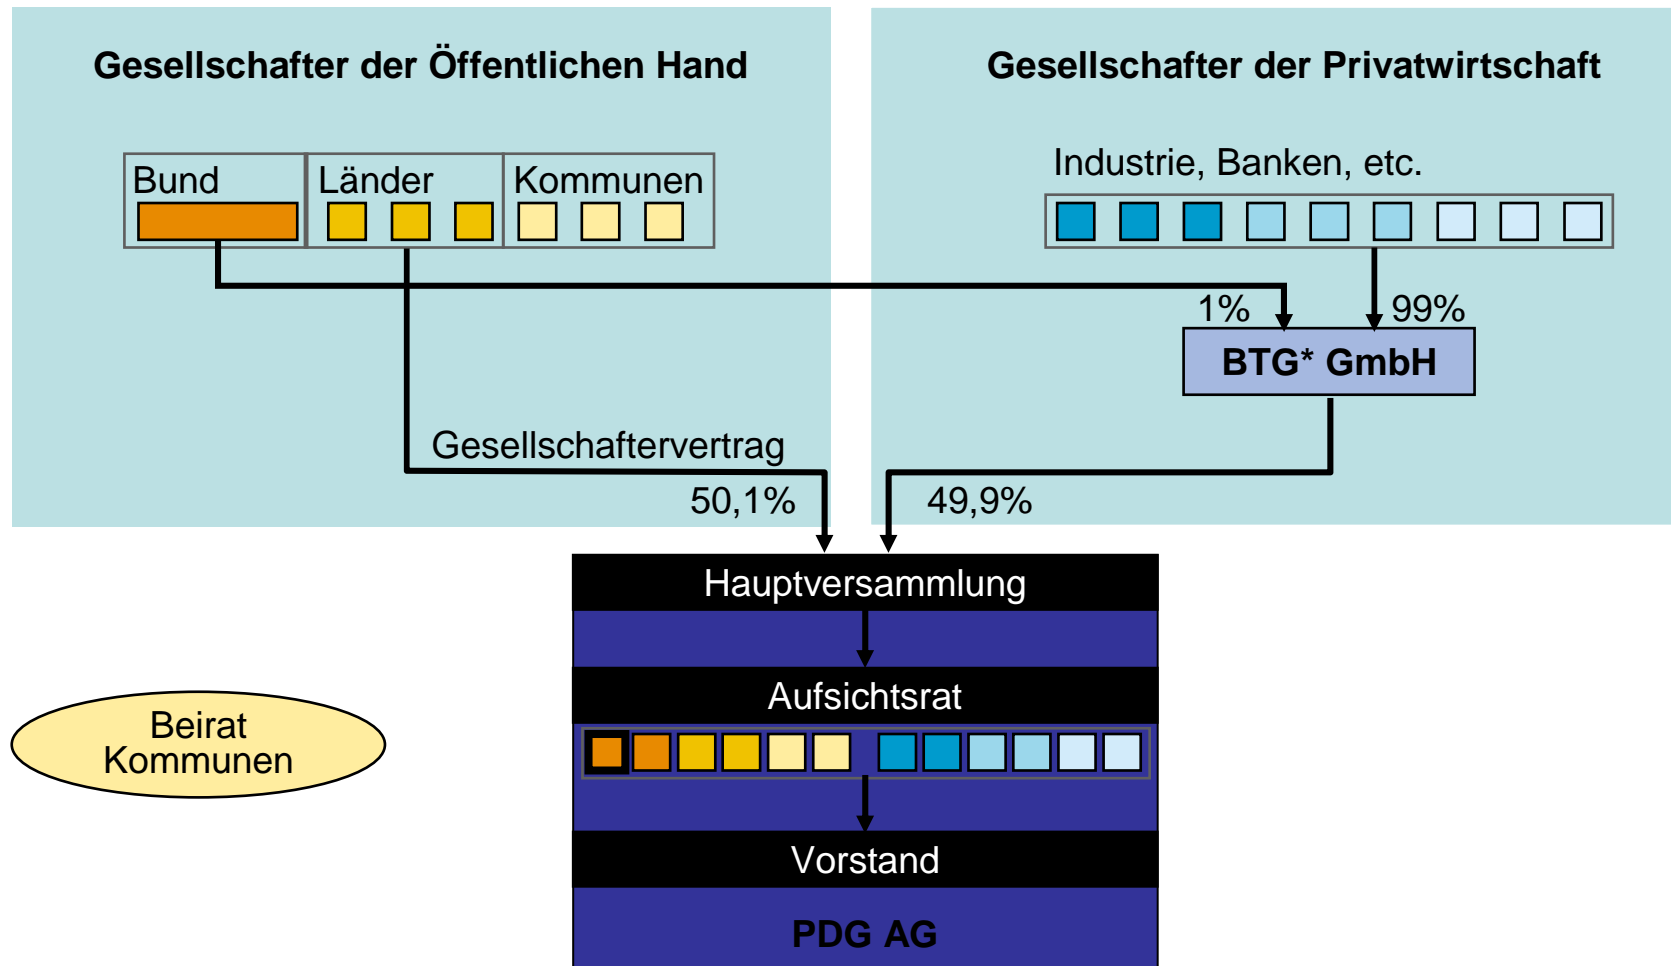 Gesellschafter der Öffentlichen Hand
Gesellschafter der Privatwirtschaft
Bund
Länder
Kommunen
Industrie, Banken, etc.
1%
99%
BTG* GmbH
Gesellschaftervertrag
50,1%
49,9%
Hauptversammlung
Aufsichtsrat
Beirat
Kommunen
Vorstand
PDG AG